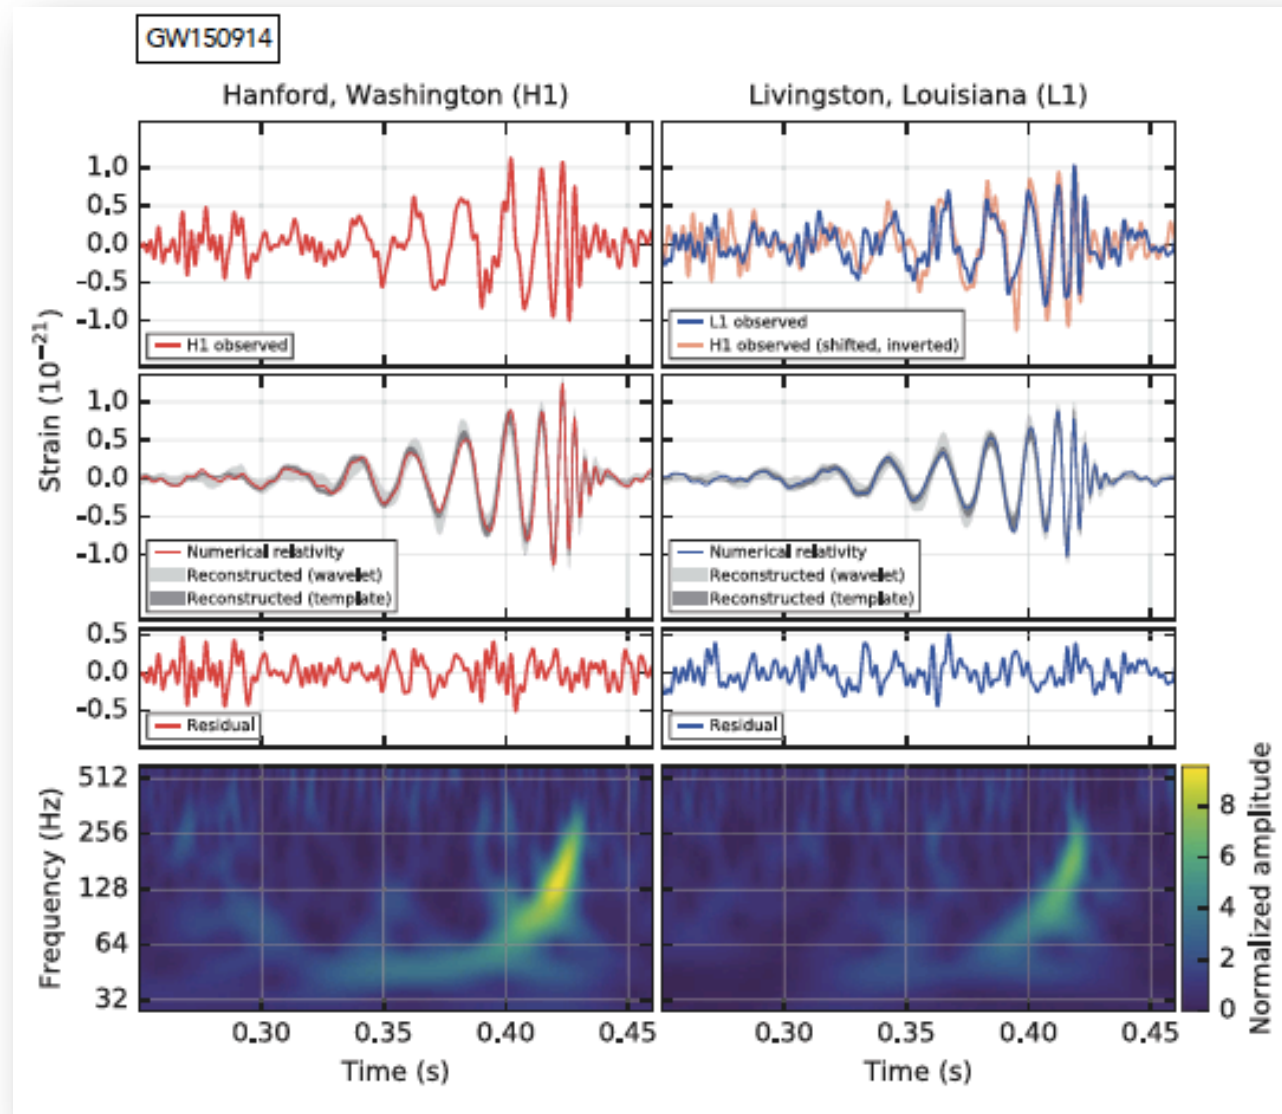 GW150914
Hanford, Washington (H1)
Livingston, Louisiana (L1)
Strain (10−21)
1.0
0.5
0.0
-0.5
-1.0
H1 observed
L1 observed
H1 observed (shifted, inverted)
1.0
0.5
0.0
-0.5
-1.0
Numerical relativity
Reconstructed (wavelet)
Reconstructed (template)
Numerical relativity
Reconstructed (wavelet)
Reconstructed (template)
0.5
0.0
-0.5
Residual
Residual
Frequency (Hz)
512
256
128
64
32
0.30 0.35 0.40 0.45
Time (s)
0.30 0.35 0.40 0.45
Time (s)
8
6
4
2
0
Normalized amplitude